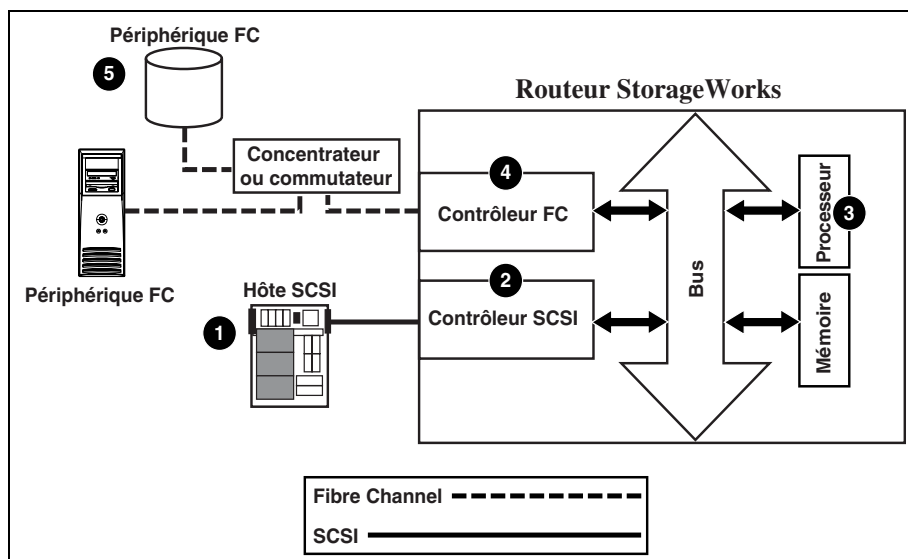 Périphérique FC
5
Routeur StorageWorks
Concentrateur
ou commutateur
4
Contrôleur FC
Processeur
3
Périphérique FC
Hôte SCSI
2
Contrôleur SCSI
1
Bus
Mémoire
Fibre Channel
SCSI